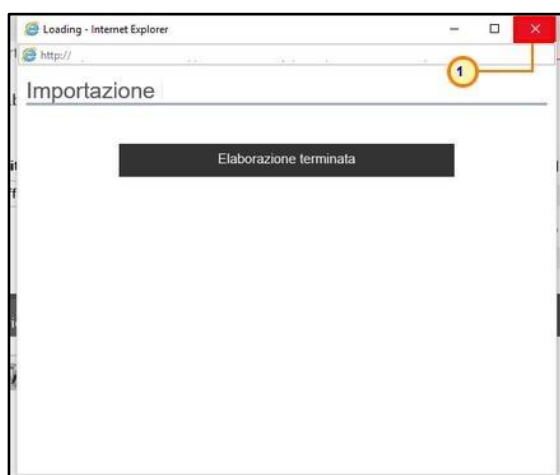 Loading - Internet Explorer
http://
1
Importazione
Elaborazione terminata